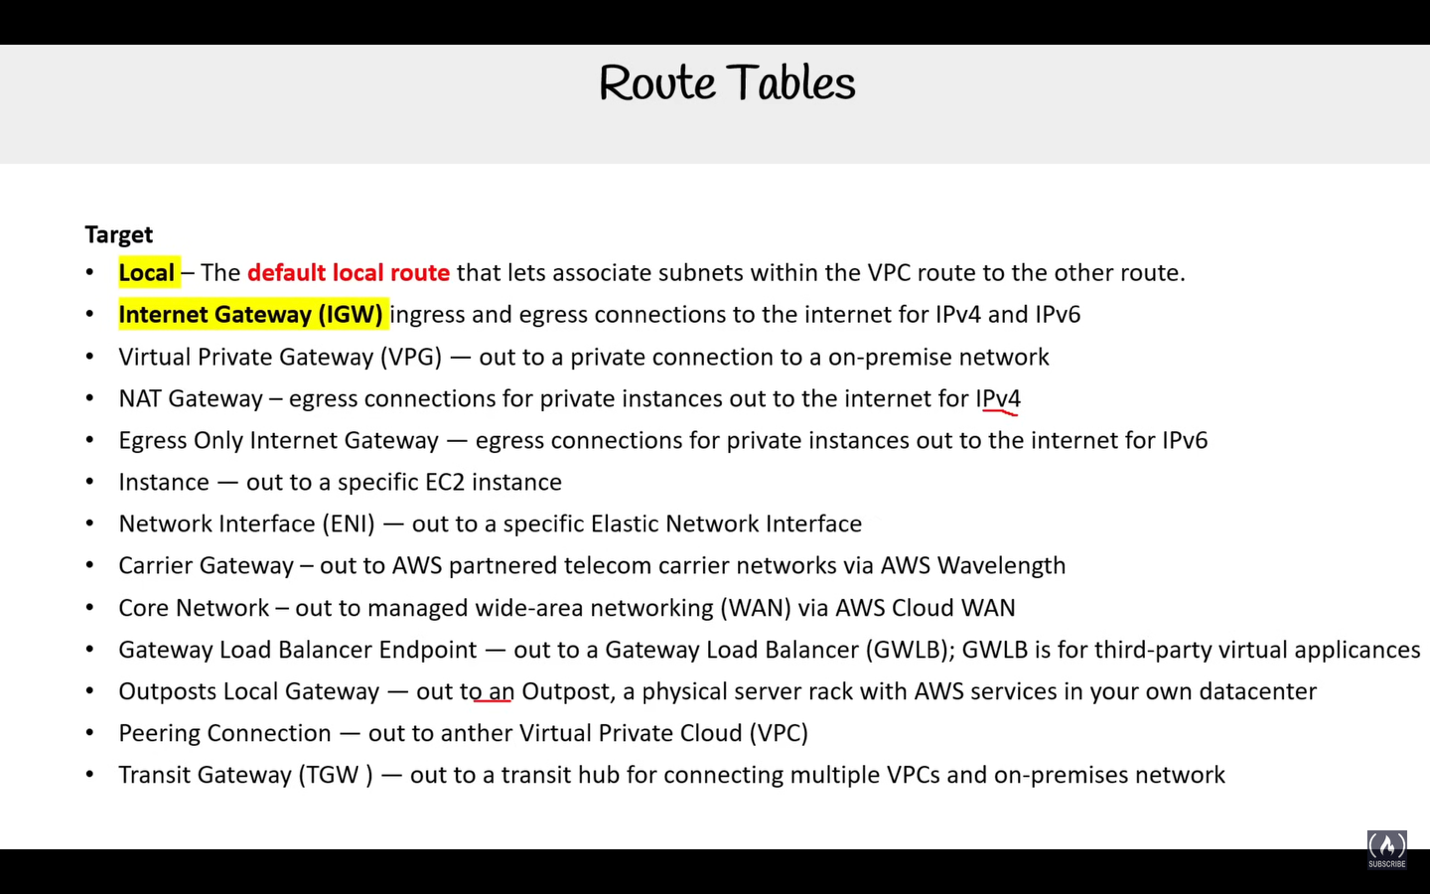 Route Tables
Target
• Local – The default local route that lets associate subnets within the VPC route to the other route.
• Internet Gateway (IGW) ingress and egress connections to the internet for IPv4 and IPv6
• Virtual Private Gateway (VPG) — out to a private connection to a on-premise network
• NAT Gateway – egress connections for private instances out to the internet for IPv4
• Egress Only Internet Gateway — egress connections for private instances out to the internet for IPv6
• Instance — out to a specific EC2 instance
• Network Interface (ENI) — out to a specific Elastic Network Interface
• Carrier Gateway – out to AWS partnered telecom carrier networks via AWS Wavelength
• Core Network – out to managed wide-area networking (WAN) via AWS Cloud WAN
• Gateway Load Balancer Endpoint — out to a Gateway Load Balancer (GWLB); GWLB is for third-party virtual applicances
• Outposts Local Gateway — out to an Outpost, a physical server rack with AWS services in your own datacenter
• Peering Connection — out to anther Virtual Private Cloud (VPC)
• Transit Gateway (TGW ) — out to a transit hub for connecting multiple VPCs and on-premises network
SUBSCRIBE